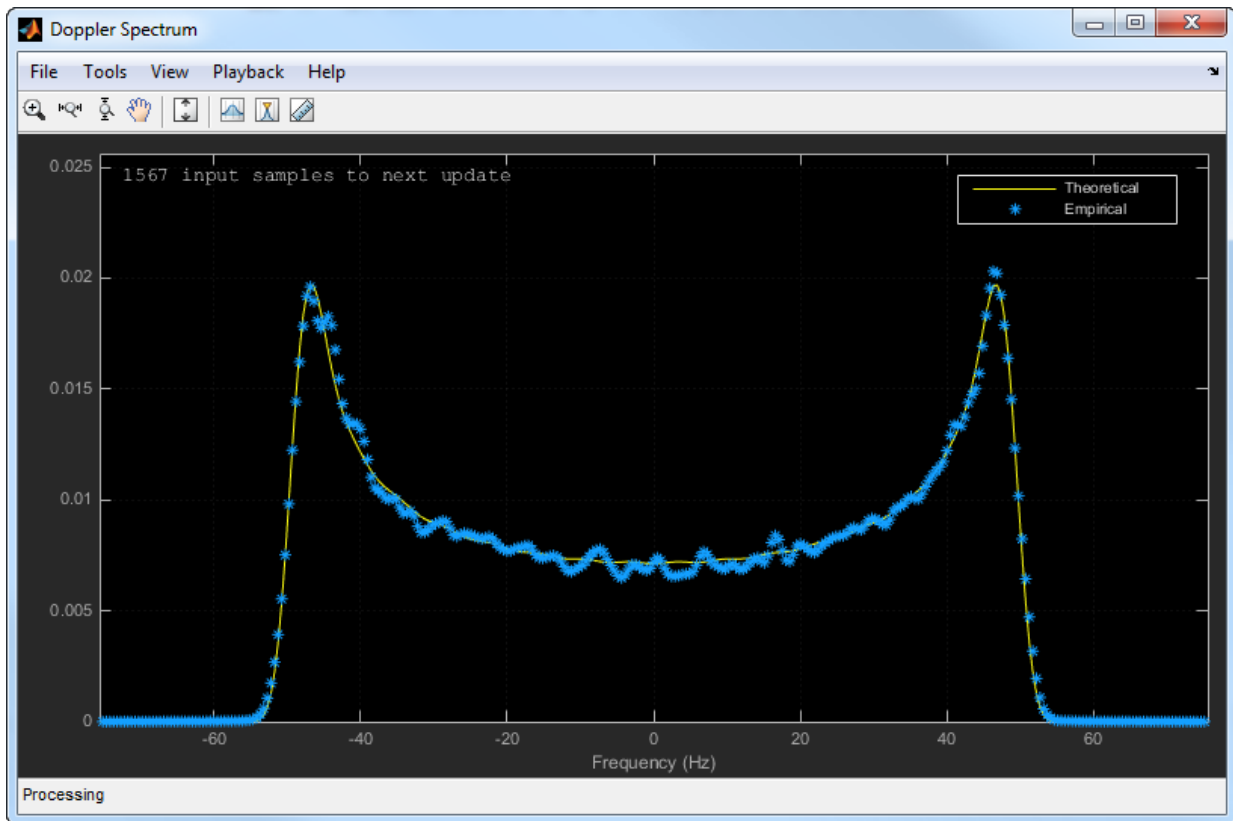 Doppler Spectrum
File Tools View Playback Help
1567 input samples to next update
Theoretical
Empirical
0.025
0.02
0.015
0.01
0.005
0
-60 -40 -20 0 20 40 60
Frequency (Hz)
Processing